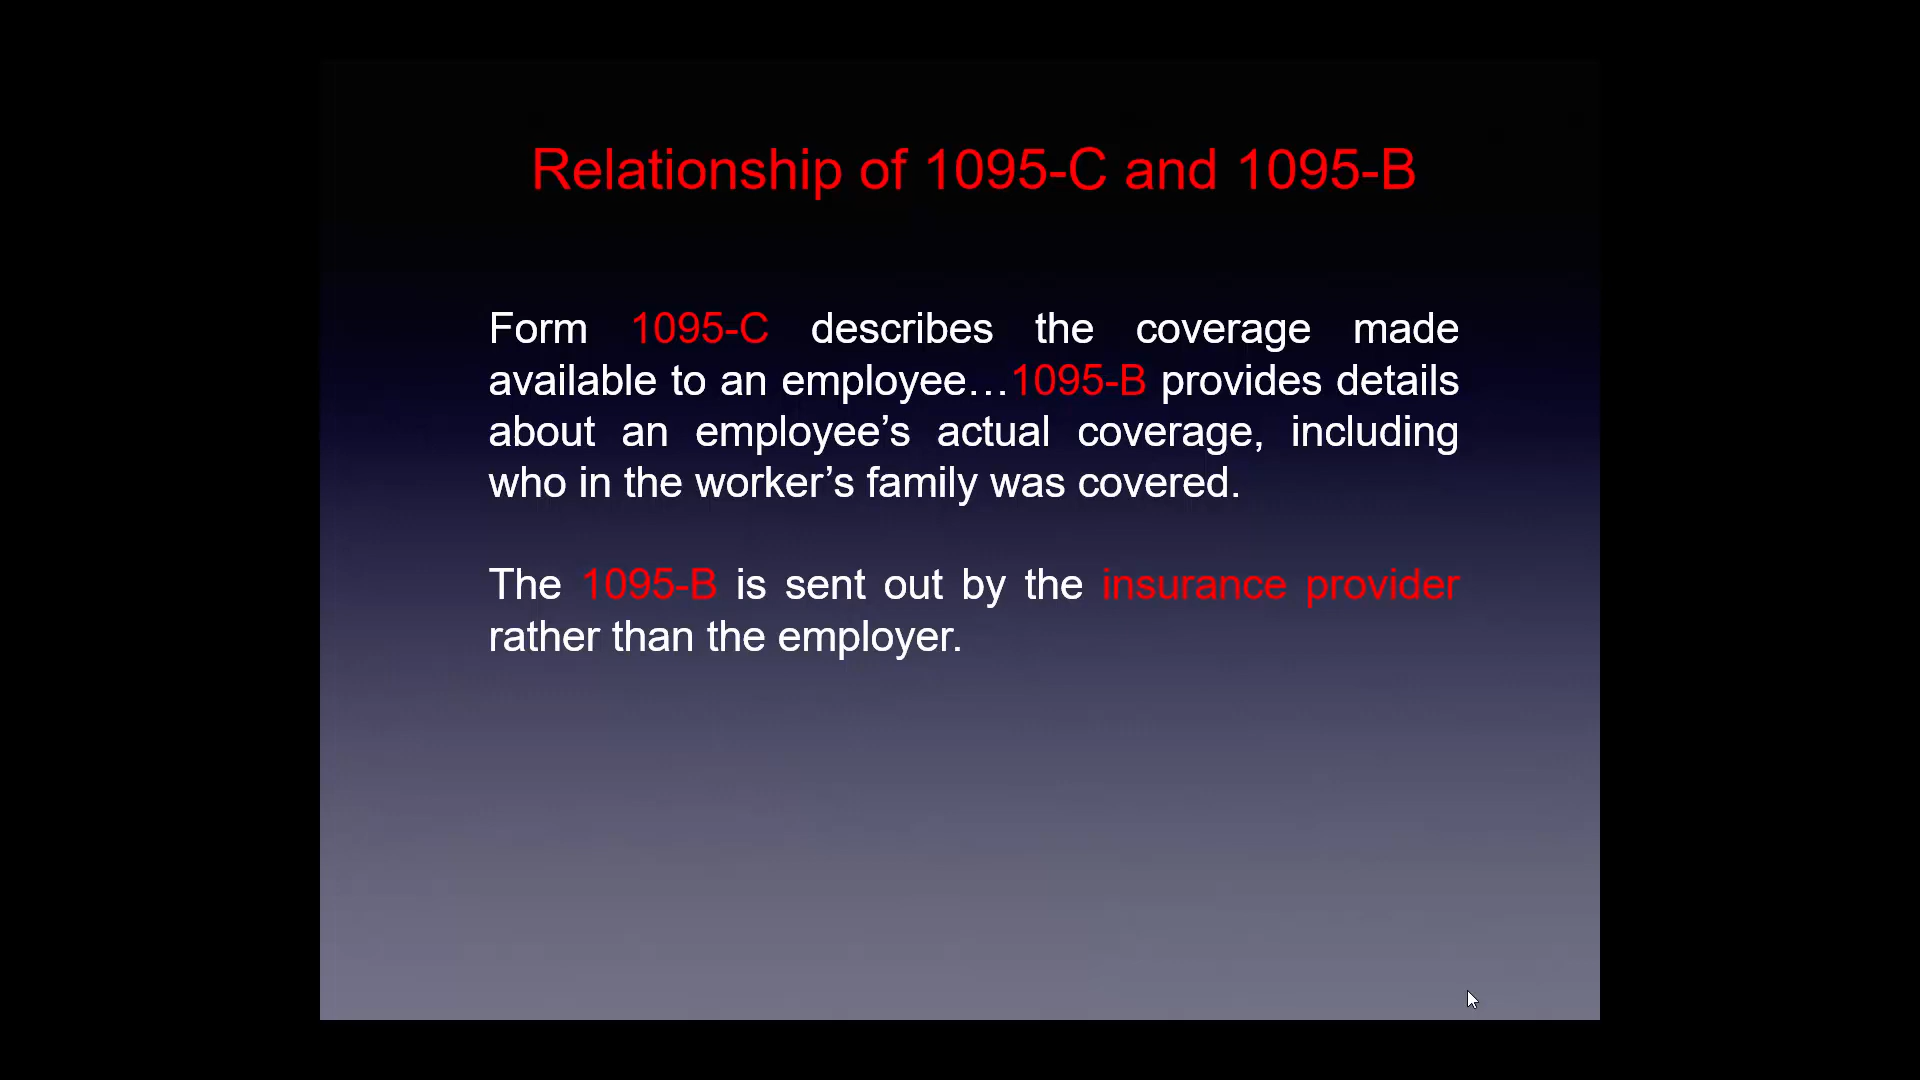 Relationship of 1095-C and 1095-B
Form 1095-C describes the coverage made
available to an employee…1095-B provides details
about an employee’s actual coverage, including
who in the worker’s family was covered.
The 1095-B is sent out by the insurance provider
rather than the employer.